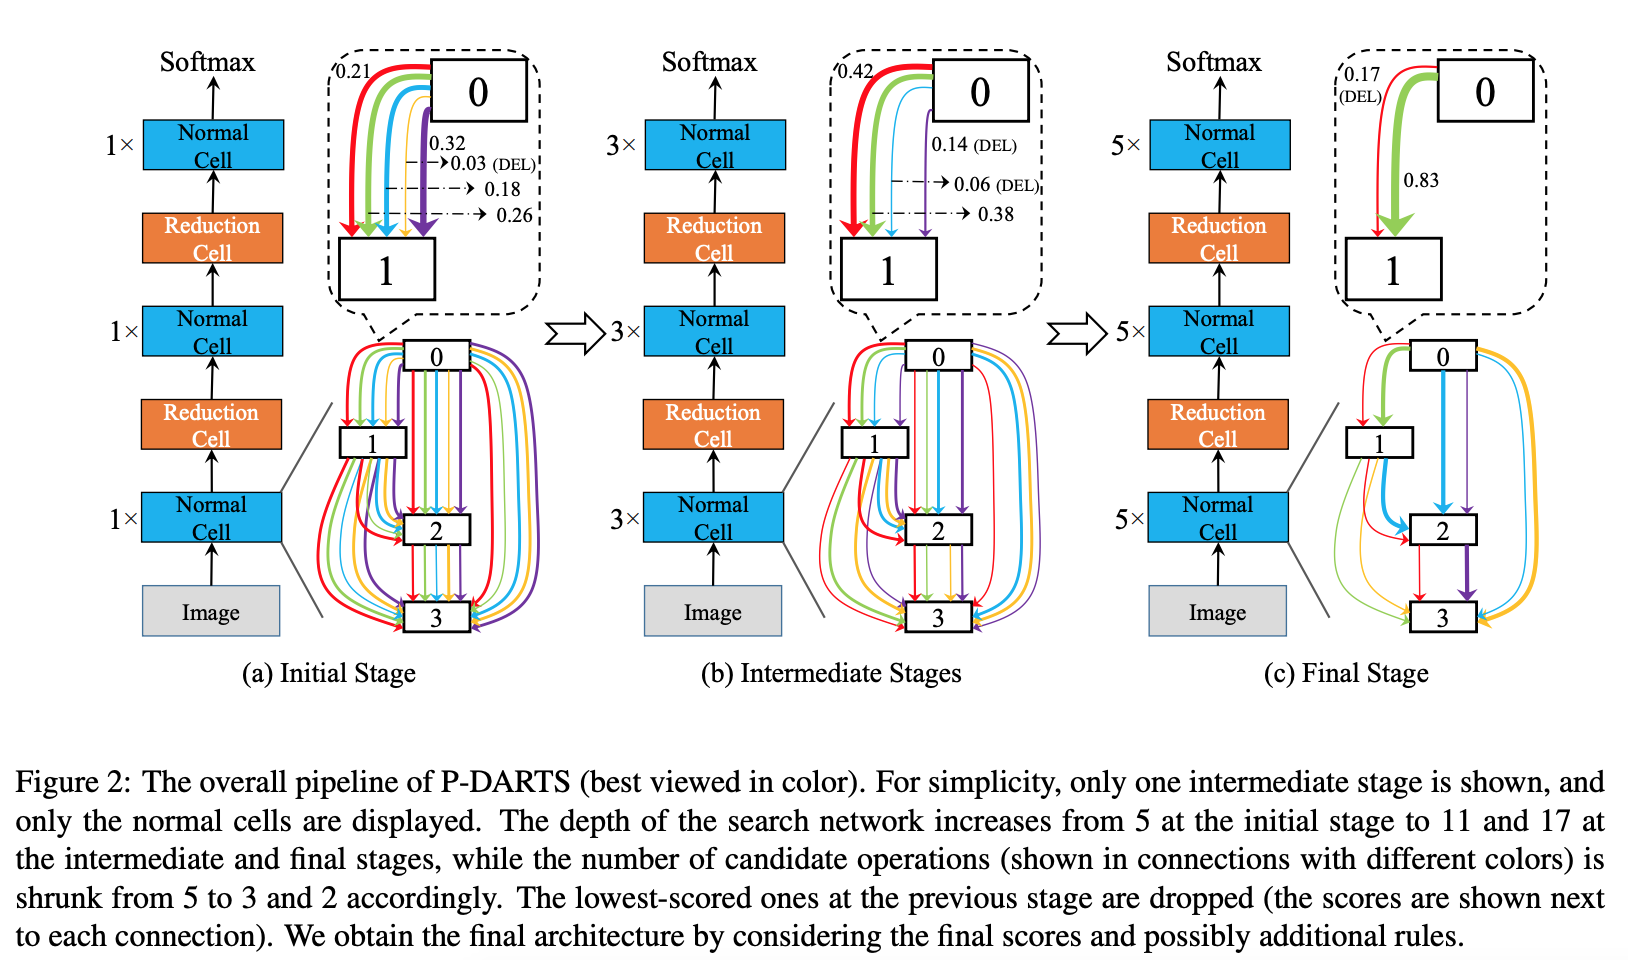 Softmax
1×
Normal
Cell
Reduction
Cell
1×
Normal
Cell
Reduction
Cell
1×
Normal
Cell
Image
0.21
0
0.32
0.03 (DEL)
0.18
0.26
1
0
1
2
3
(a) Initial Stage
Softmax
3×
Normal
Cell
Reduction
Cell
3×
Normal
Cell
Reduction
Cell
3×
Normal
Cell
Image
0.42
0
0.14 (DEL)
0.06 (DEL)
0.38
1
0
1
2
3
(b) Intermediate Stages
Softmax
5×
Normal
Cell
Reduction
Cell
5×
Normal
Cell
Reduction
Cell
5×
Normal
Cell
Image
0.17
(DEL)
0
0.83
1
0
1
2
3
(c) Final Stage
Figure 2: The overall pipeline of P-DARTS (best viewed in color). For simplicity, only one intermediate stage is shown, and
only the normal cells are displayed. The depth of the search network increases from 5 at the initial stage to 11 and 17 at
the intermediate and final stages, while the number of candidate operations (shown in connections with different colors) is
shrunk from 5 to 3 and 2 accordingly. The lowest-scored ones at the previous stage are dropped (the scores are shown next
to each connection). We obtain the final architecture by considering the final scores and possibly additional rules.